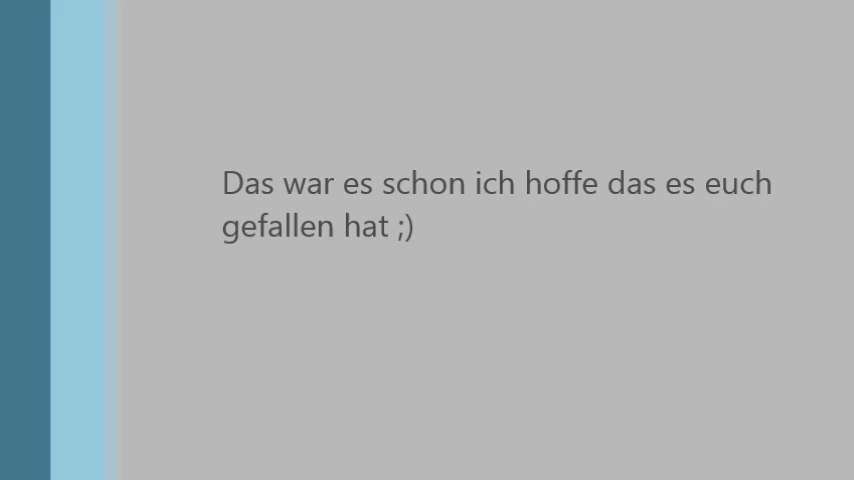 Das war es schon ich hoffe das es euch
gefallen hat ;)